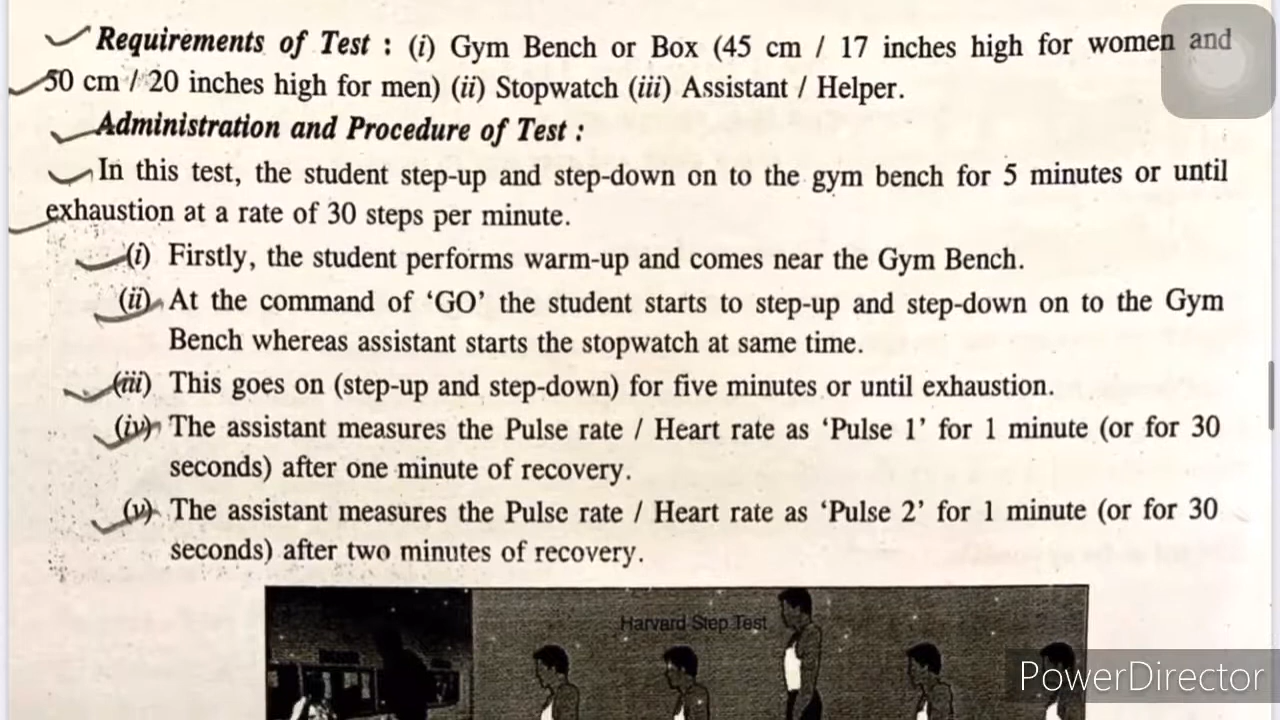 Requirements of Test : (i) Gym Bench or Box (45 cm / 17 inches high for women and
50 cm / 20 inches high for men) (ii) Stopwatch (iii) Assistant / Helper.
Administration and Procedure of Test :
In this test, the student step-up and step-down on to the gym bench for 5 minutes or until
exhaustion at a rate of 30 steps per minute.
(i) Firstly, the student performs warm-up and comes near the Gym Bench.
(ii) At the command of ‘GO’ the student starts to step-up and step-down on to the Gym
Bench whereas assistant starts the stopwatch at same time.
(iii) This goes on (step-up and step-down) for five minutes or until exhaustion.
(iv) The assistant measures the Pulse rate / Heart rate as ‘Pulse 1’ for 1 minute (or for 30
seconds) after one minute of recovery.
(v) The assistant measures the Pulse rate / Heart rate as ‘Pulse 2’ for 1 minute (or for 30
seconds) after two minutes of recovery.
Harvard Step Test
PowerDirector